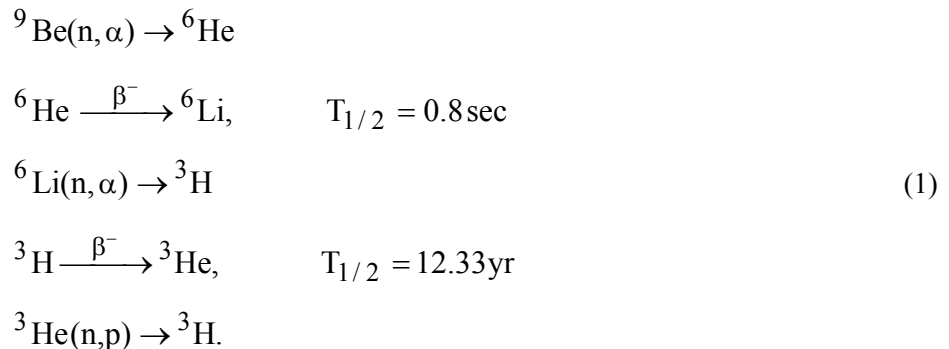 ⁹Be(n, α) → ⁶He
⁶He —β⁻→ ⁶Li, T₁/₂ = 0.8 sec
⁶Li(n, α) → ³H (1)
³H —β⁻→ ³He, T₁/₂ = 12.33 yr
³He(n,p) → ³H.